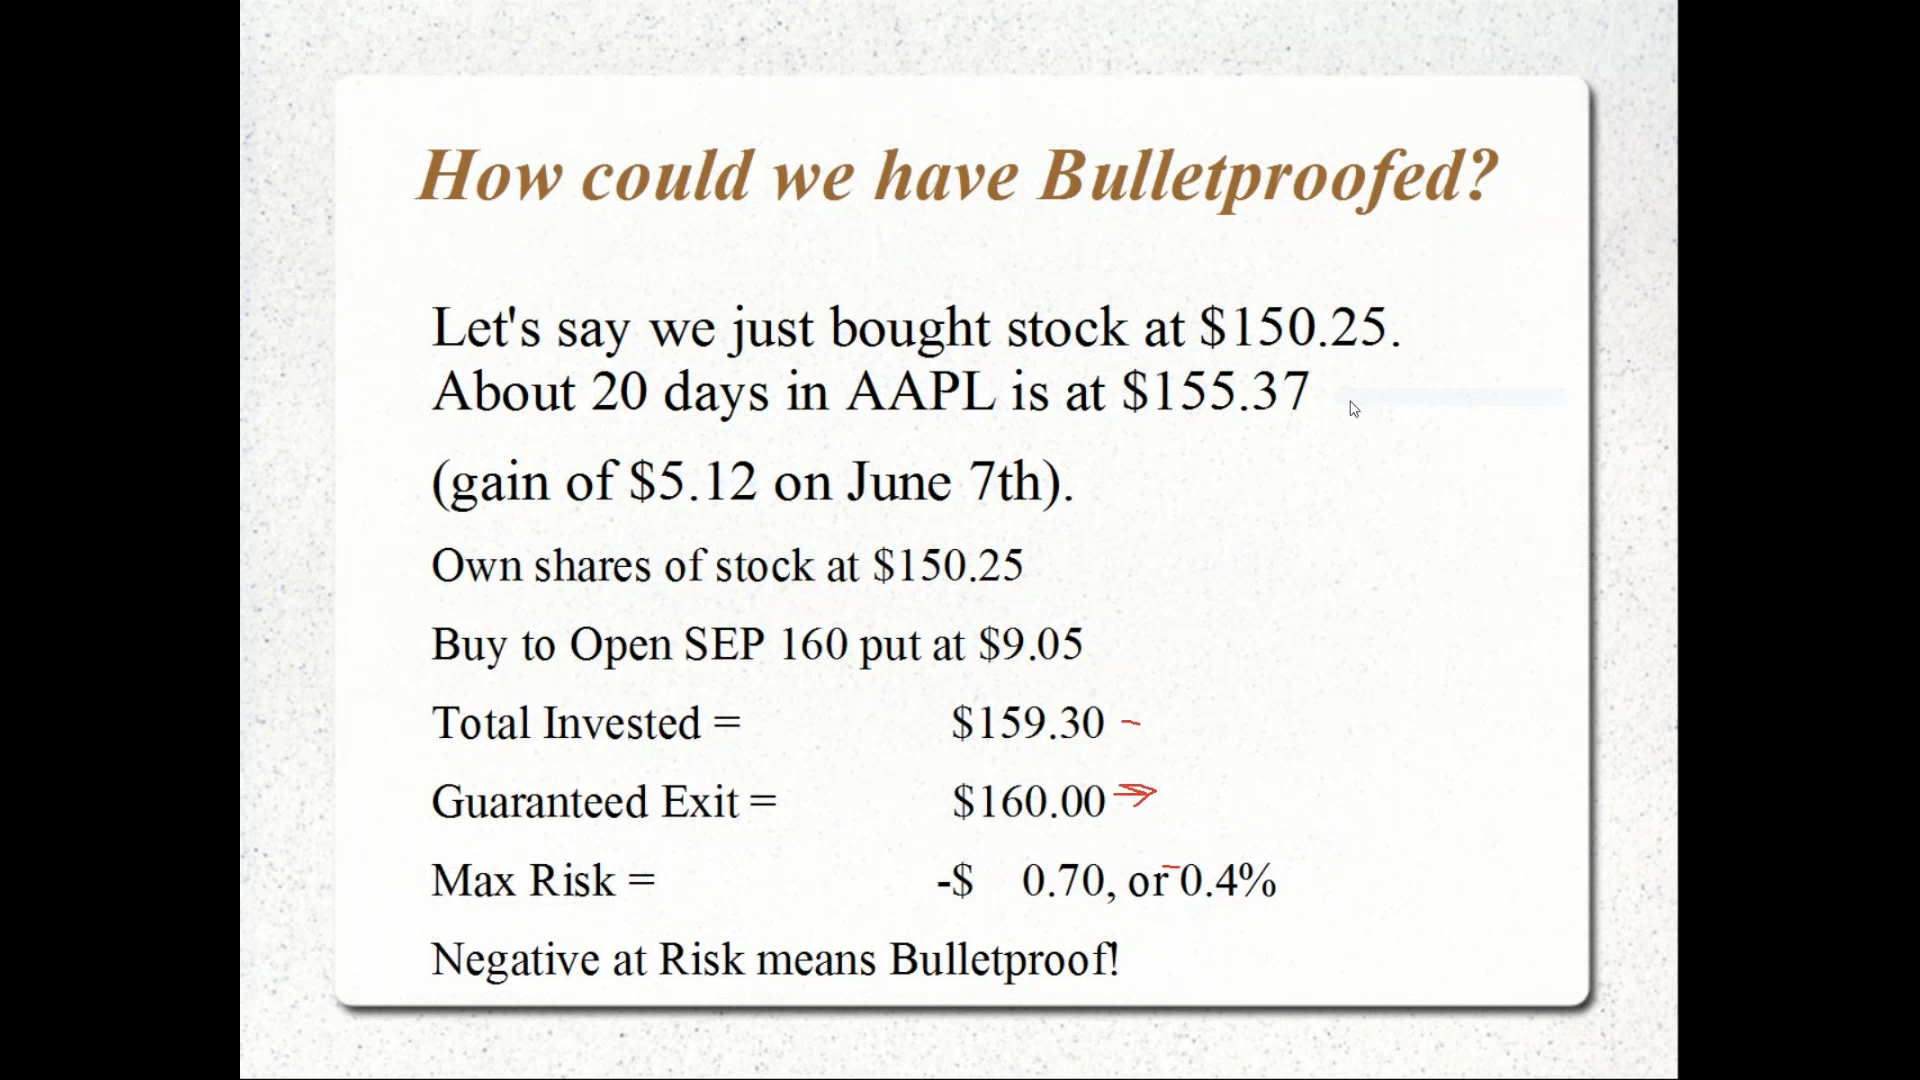 How could we have Bulletproofed?
Let's say we just bought stock at $150.25.
About 20 days in AAPL is at $155.37
(gain of $5.12 on June 7th).
Own shares of stock at $150.25
Buy to Open SEP 160 put at $9.05
Total Invested = $159.30
Guaranteed Exit = $160.00
Max Risk = -$ 0.70, or 0.4%
Negative at Risk means Bulletproof!